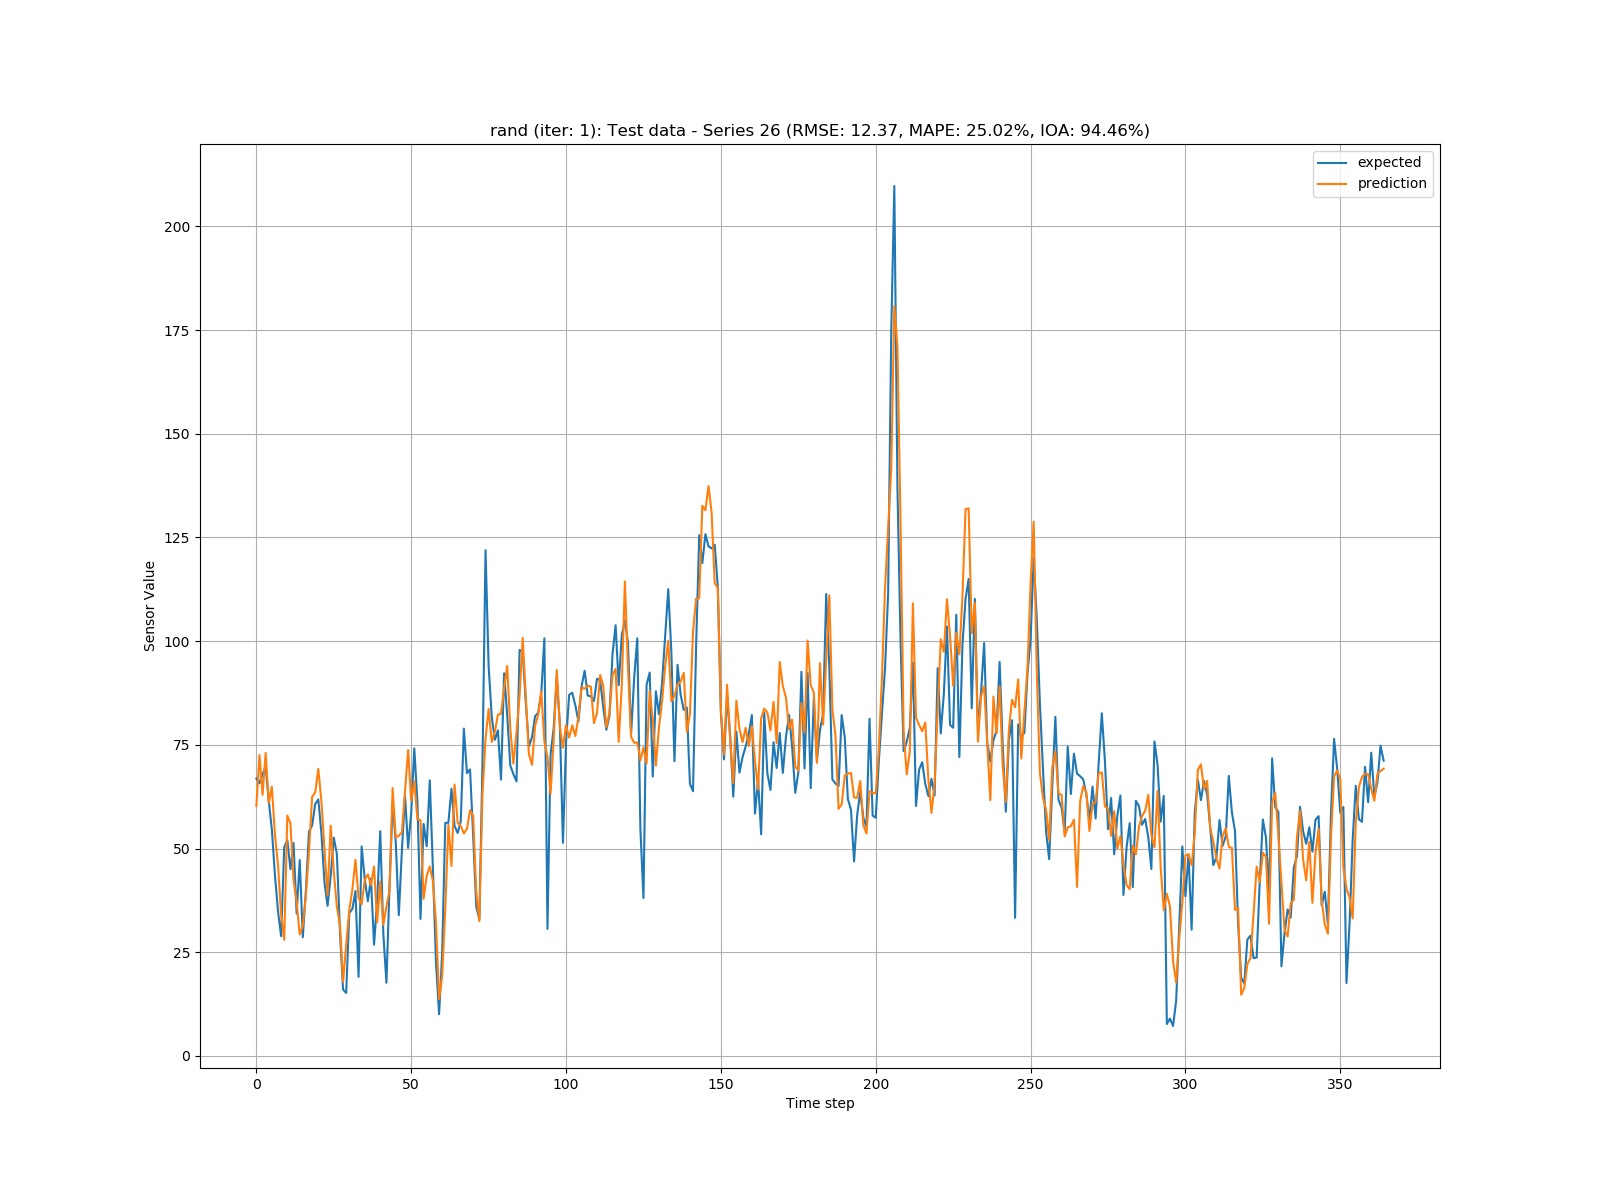 rand (iter: 1): Test data - Series 26 (RMSE: 12.37, MAPE: 25.02%, IOA: 94.46%)
expected
prediction
200
175
150
125
100
75
50
25
0
Sensor Value
0 50 100 150 200 250 300 350
Time step